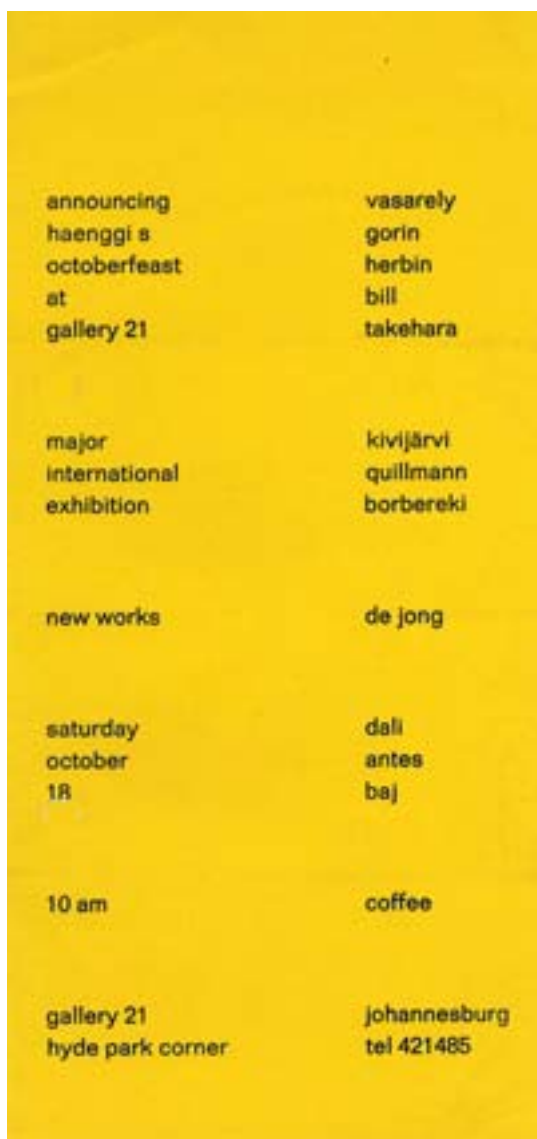 announcing
haenggi s
octoberfeast
at
gallery 21
vasarely
gorin
herbin
bill
takehara
major
international
exhibition
kivijärvi
quillmann
borbereki
new works
de jong
saturday
october
18
dali
antes
baj
10 am
coffee
gallery 21
hyde park corner
johannesburg
tel 421485